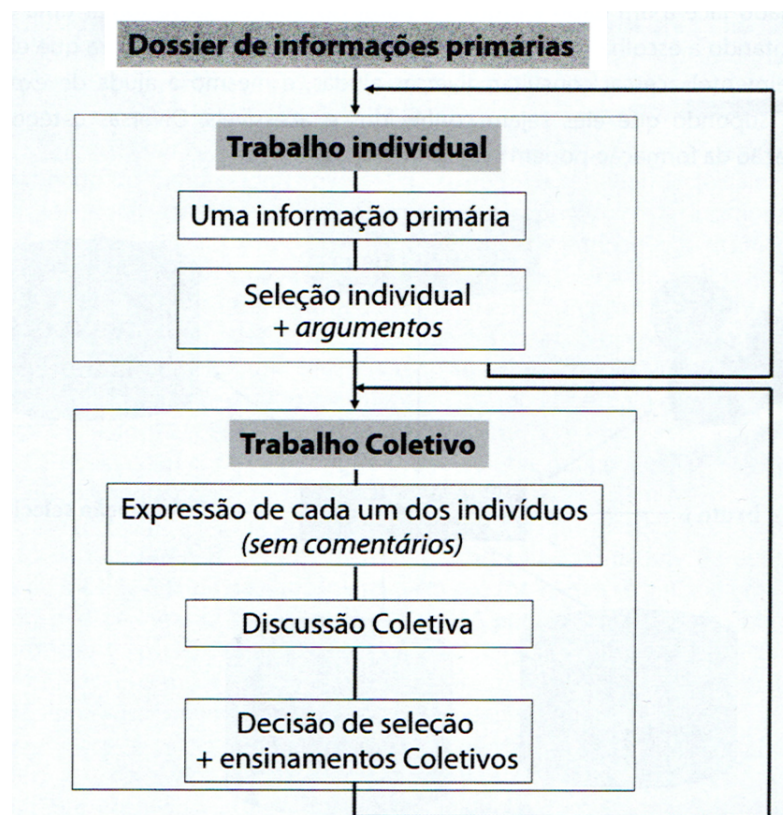 Dossier de informações primárias
Trabalho individual
Uma informação primária
Seleção individual
+ argumentos
Trabalho Coletivo
Expressão de cada um dos indivíduos
(sem comentários)
Discussão Coletiva
Decisão de seleção
+ ensinamentos Coletivos